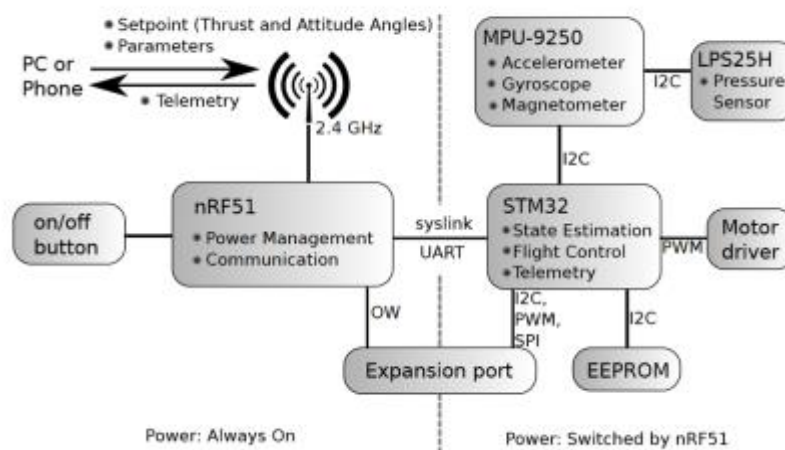 ● Setpoint (Thrust and Attitude Angles)
● Parameters
PC or
Phone
● Telemetry
2.4 GHz
MPU-9250
● Accelerometer
● Gyroscope
● Magnetometer
I2C
LPS25H
● Pressure
Sensor
I2C
on/off
button
nRF51
● Power Management
● Communication
syslink
UART
STM32
● State Estimation
● Flight Control
● Telemetry
PWM
Motor
driver
OW
I2C,
PWM,
SPI
I2C
Expansion port
EEPROM
Power: Always On
Power: Switched by nRF51